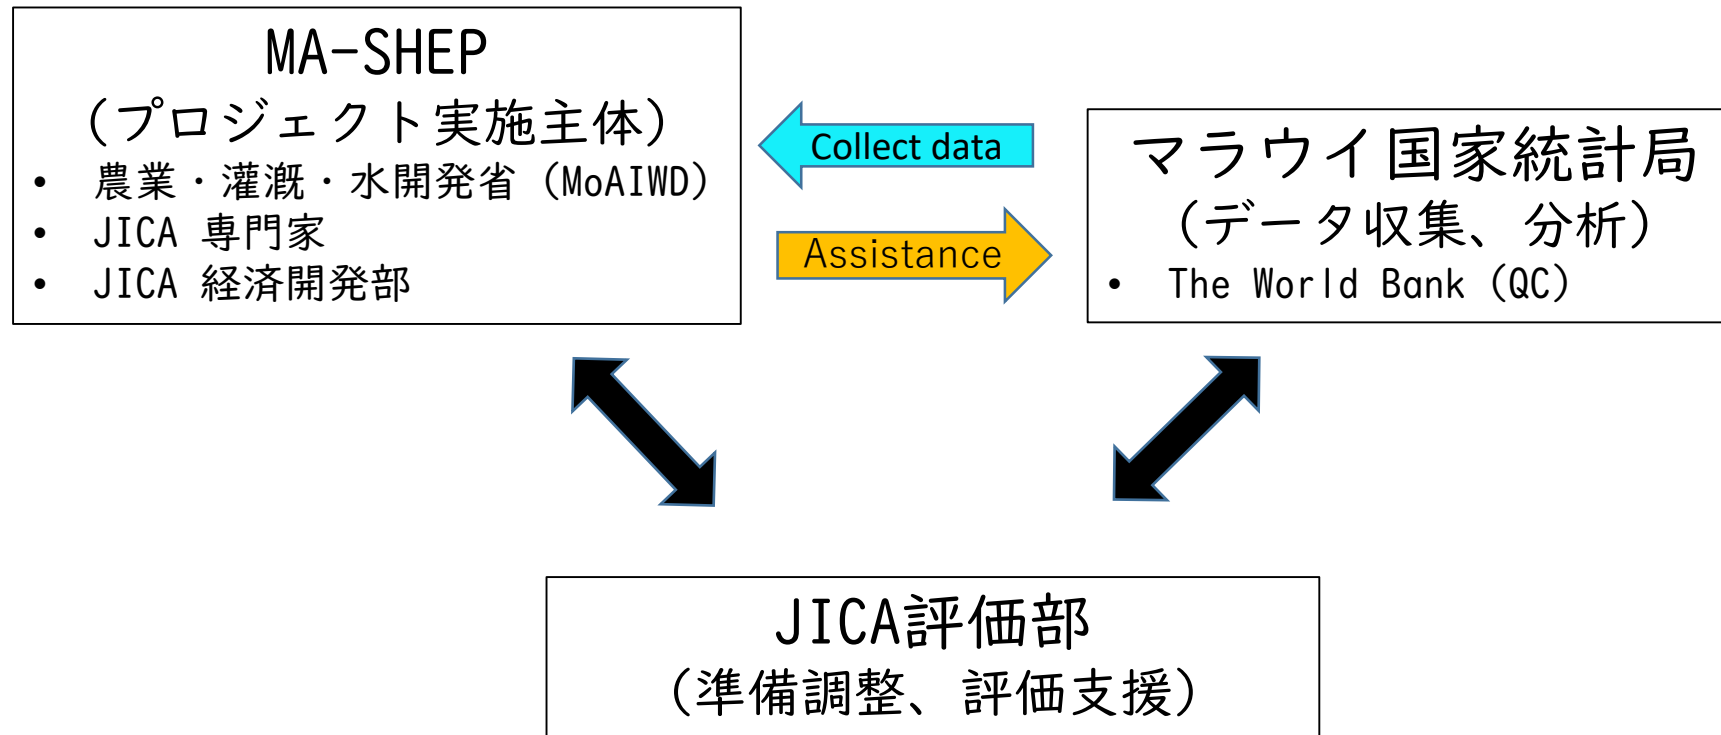 MA-SHEP
（プロジェクト実施主体）
• 農業・灌漑・水開発省（MoAIWD）
• JICA 専門家
• JICA 経済開発部
Collect data
Assistance
マラウイ国家統計局
（データ収集、分析）
• The World Bank（QC）
JICA評価部
（準備調整、評価支援）